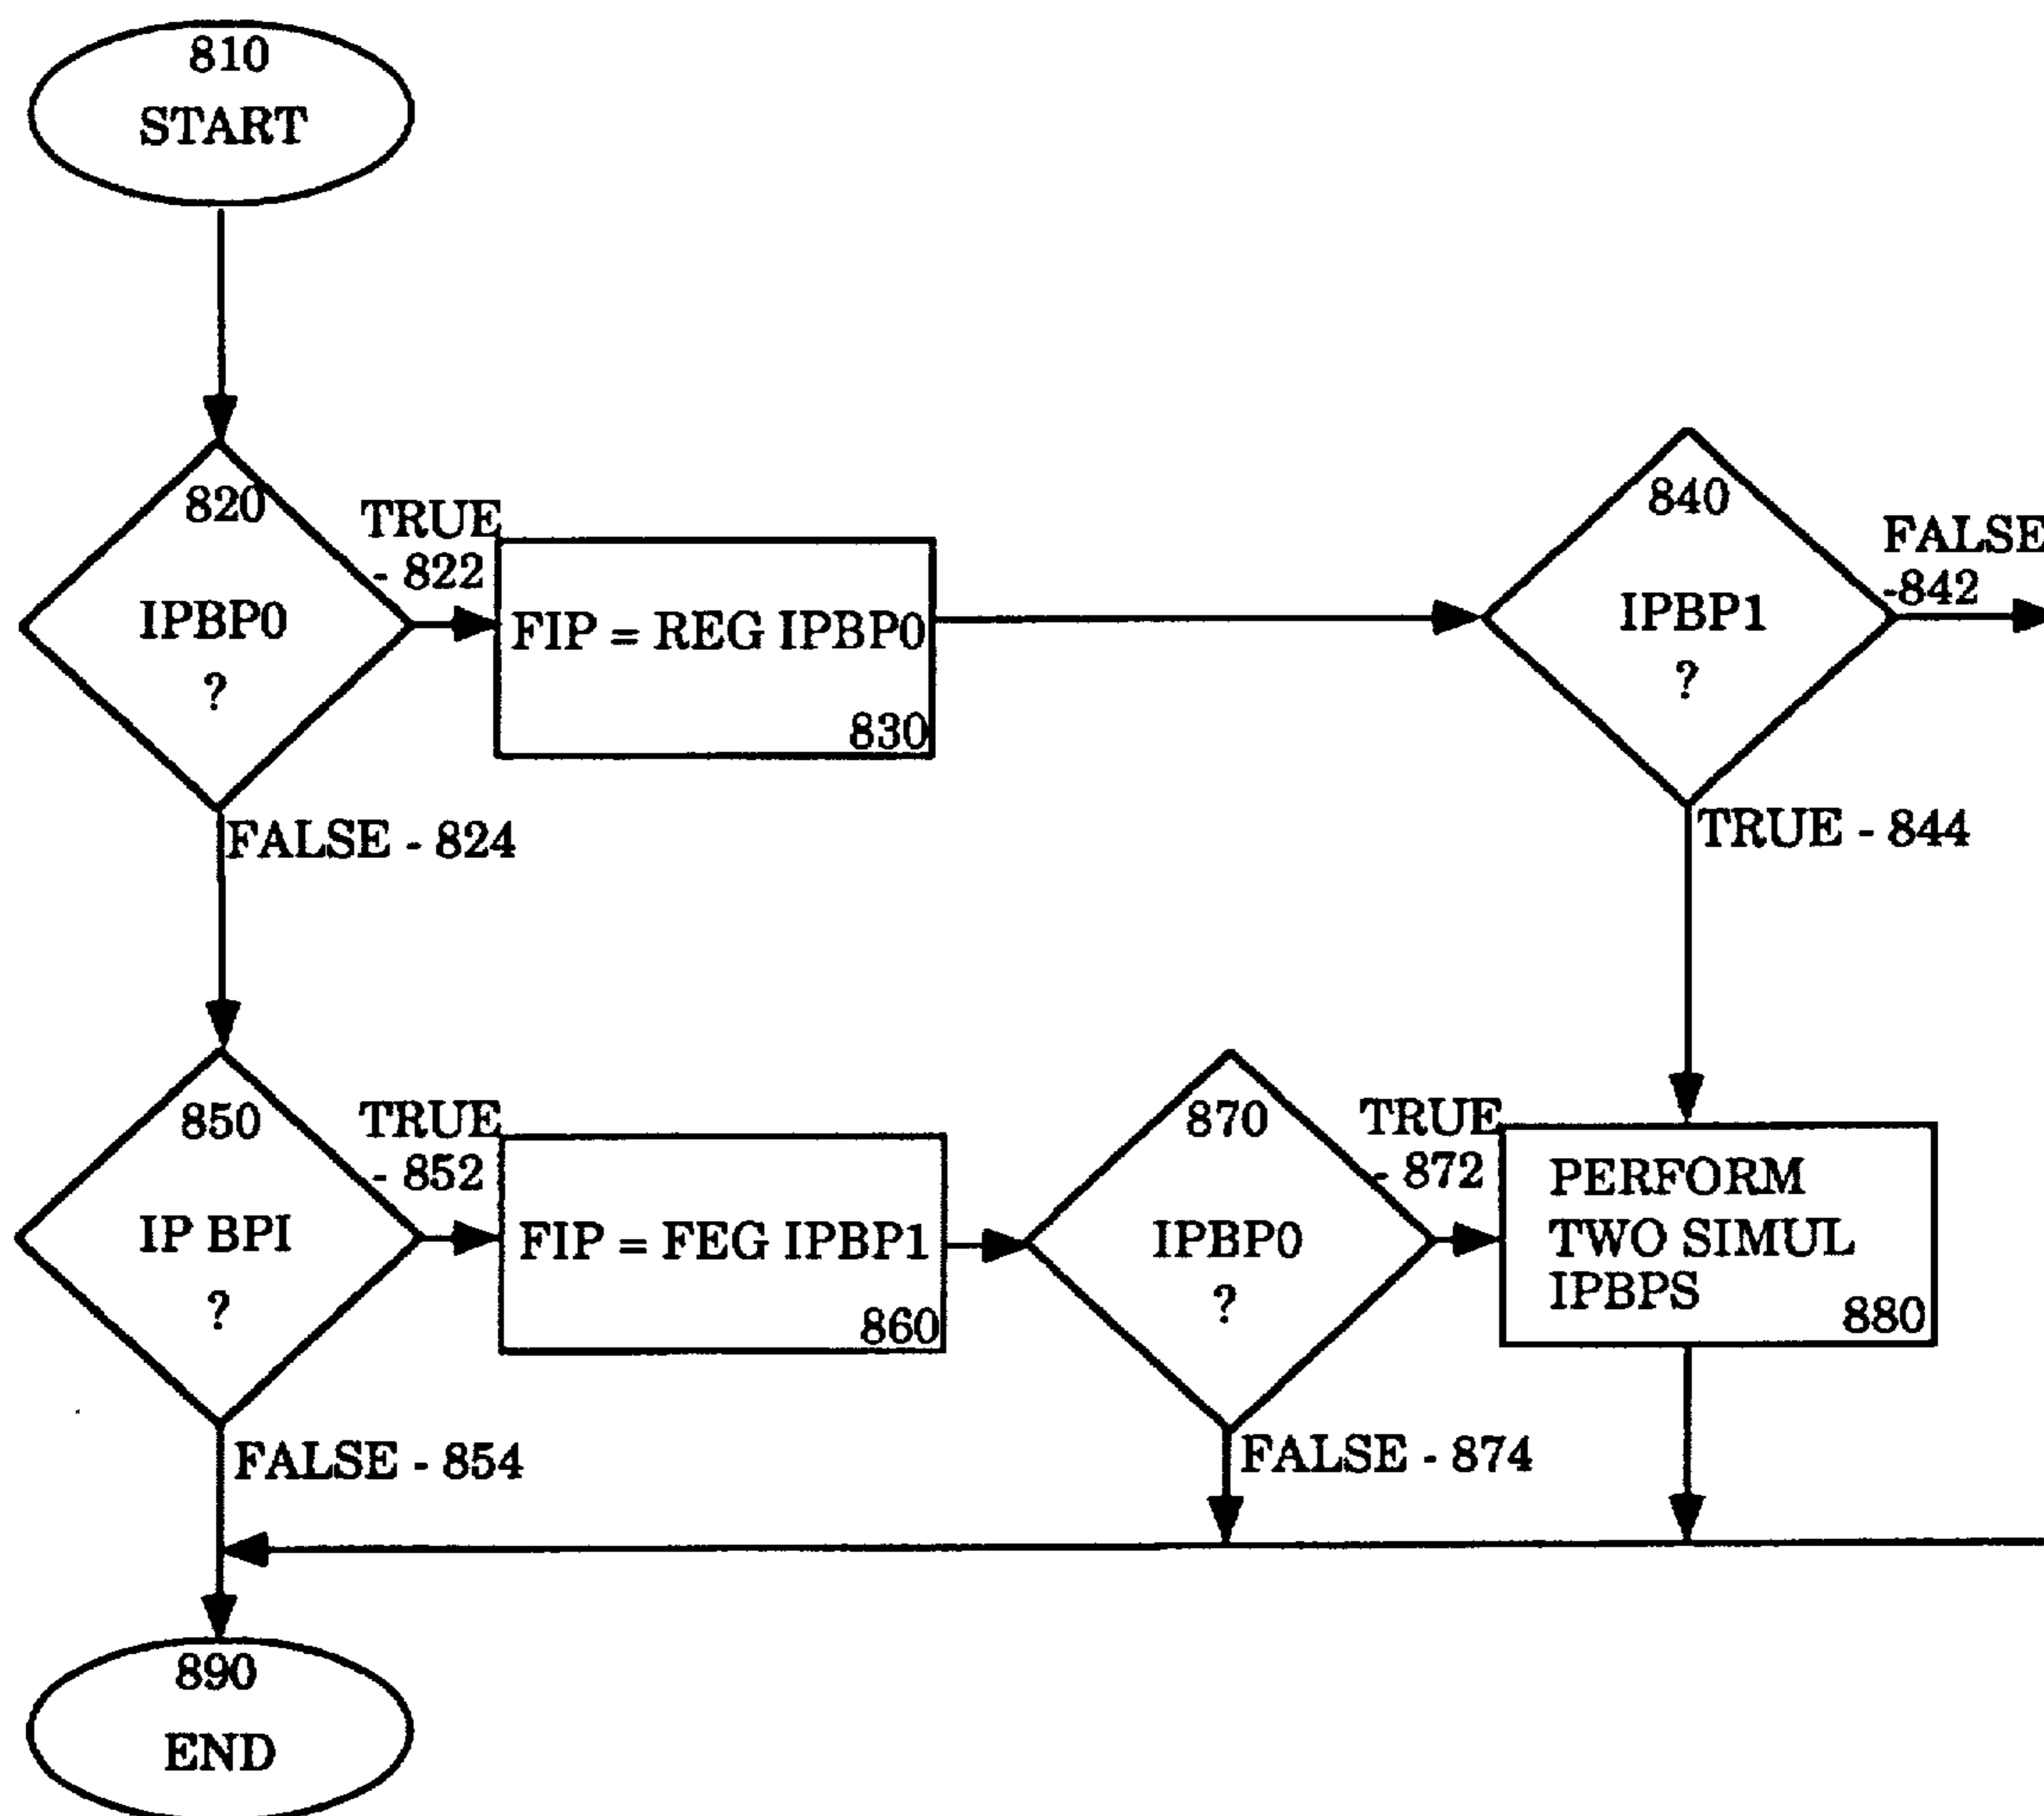 810
START
820
IPBP0
?
TRUE
- 822
FIP = REG IPBP0
830
840
IPBP1
?
FALSE
-842
FALSE - 824
TRUE - 844
850
IP BPI
?
TRUE
- 852
FIP = FEG IPBP1
860
870
IPBP0
?
TRUE
- 872
PERFORM
TWO SIMUL
IPBPS
880
FALSE - 854
FALSE - 874
890
END